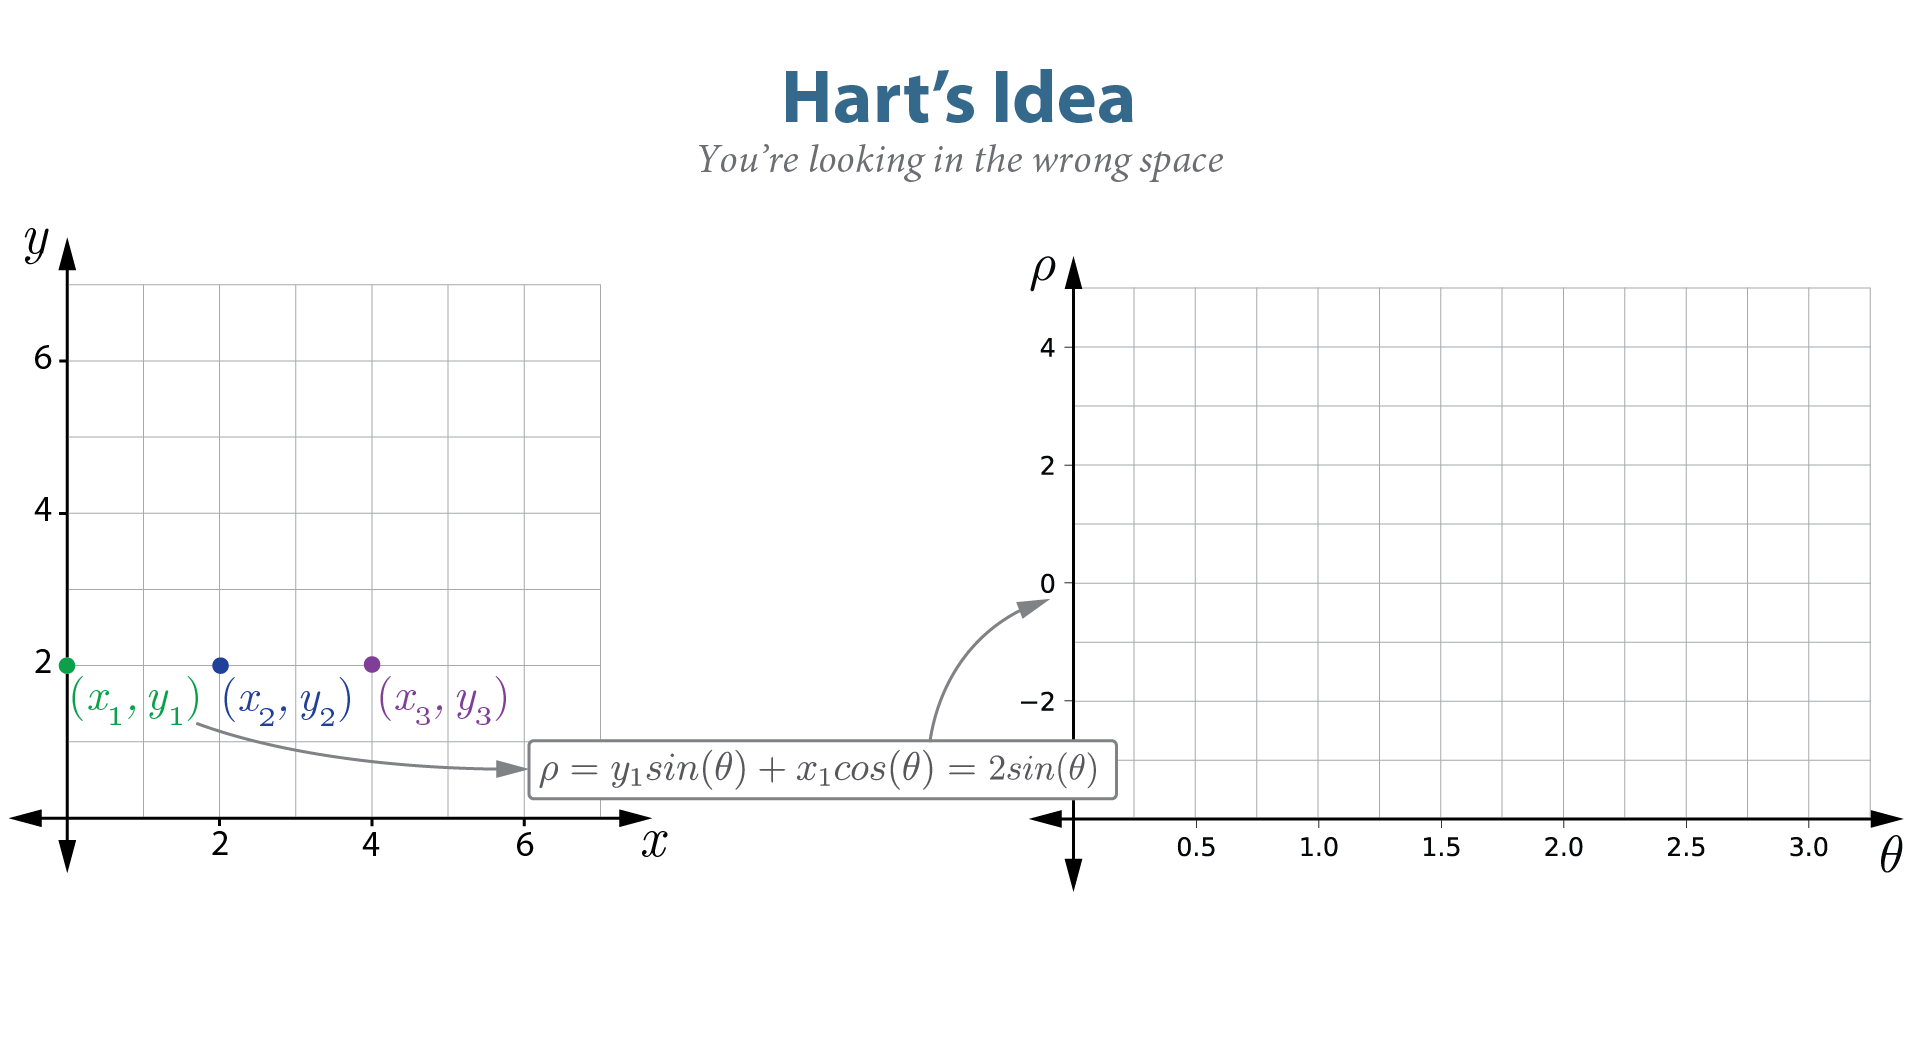 Hart’s Idea
You’re looking in the wrong space
y
6
4
2
(x₁, y₁) (x₂, y₂) (x₃, y₃)
2 4 6 x
ρ = y₁sin(θ) + x₁cos(θ) = 2sin(θ)
ρ
4
2
0
−2
0.5 1.0 1.5 2.0 2.5 3.0 θ